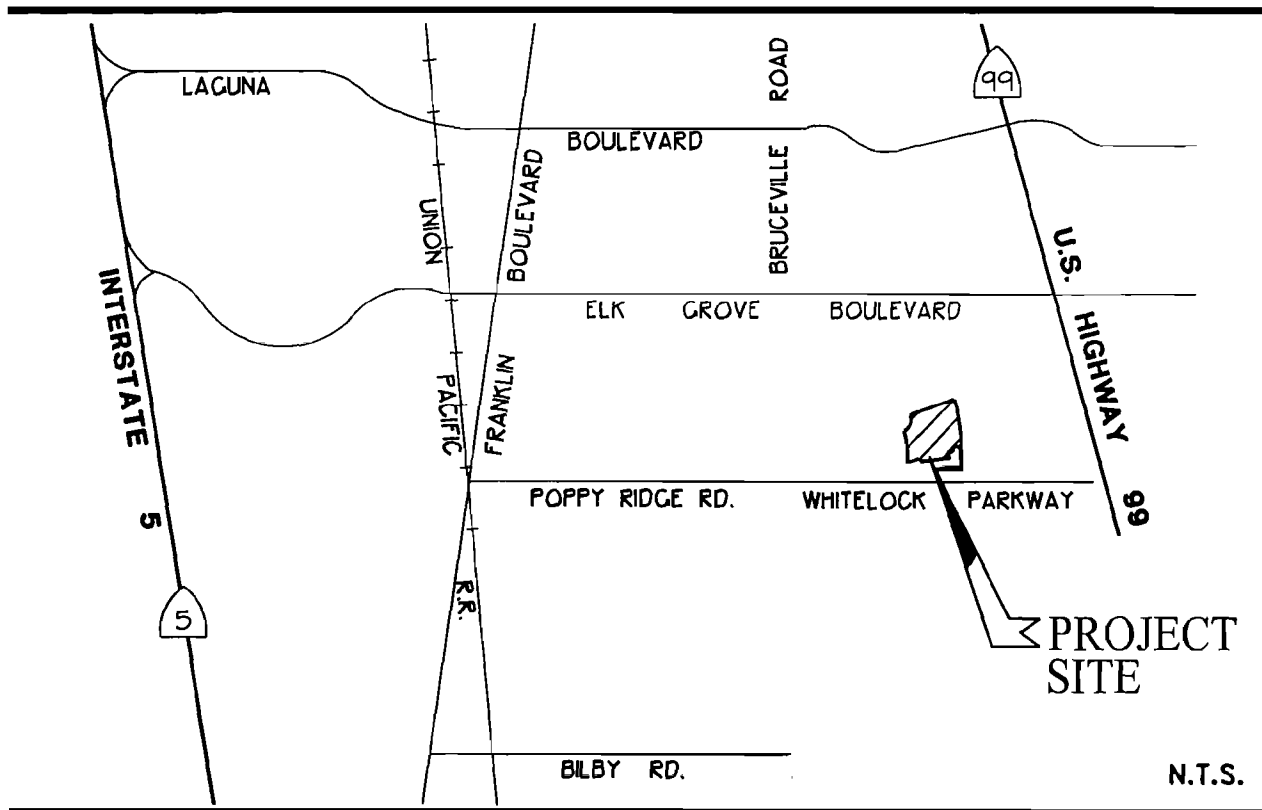 LAGUNA
BOULEVARD
BRUCEVILLE ROAD
99
UNION
PACIFIC
R.R.
FRANKLIN BOULEVARD
INTERSTATE 5
5
ELK GROVE BOULEVARD
U.S. HIGHWAY 99
POPPY RIDGE RD.
WHITELOCK PARKWAY
PROJECT
SITE
BILBY RD.
N.T.S.